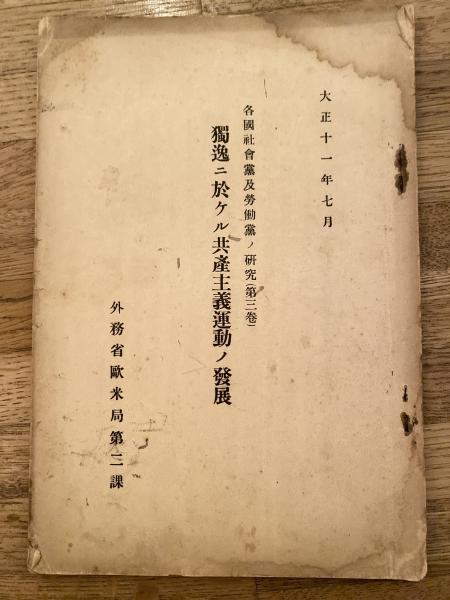 大正十一年七月
各國社會黨及勞働黨ノ研究(第三卷)
獨逸ニ於ケル共產主義運動ノ發展
外務省歐米局第二課